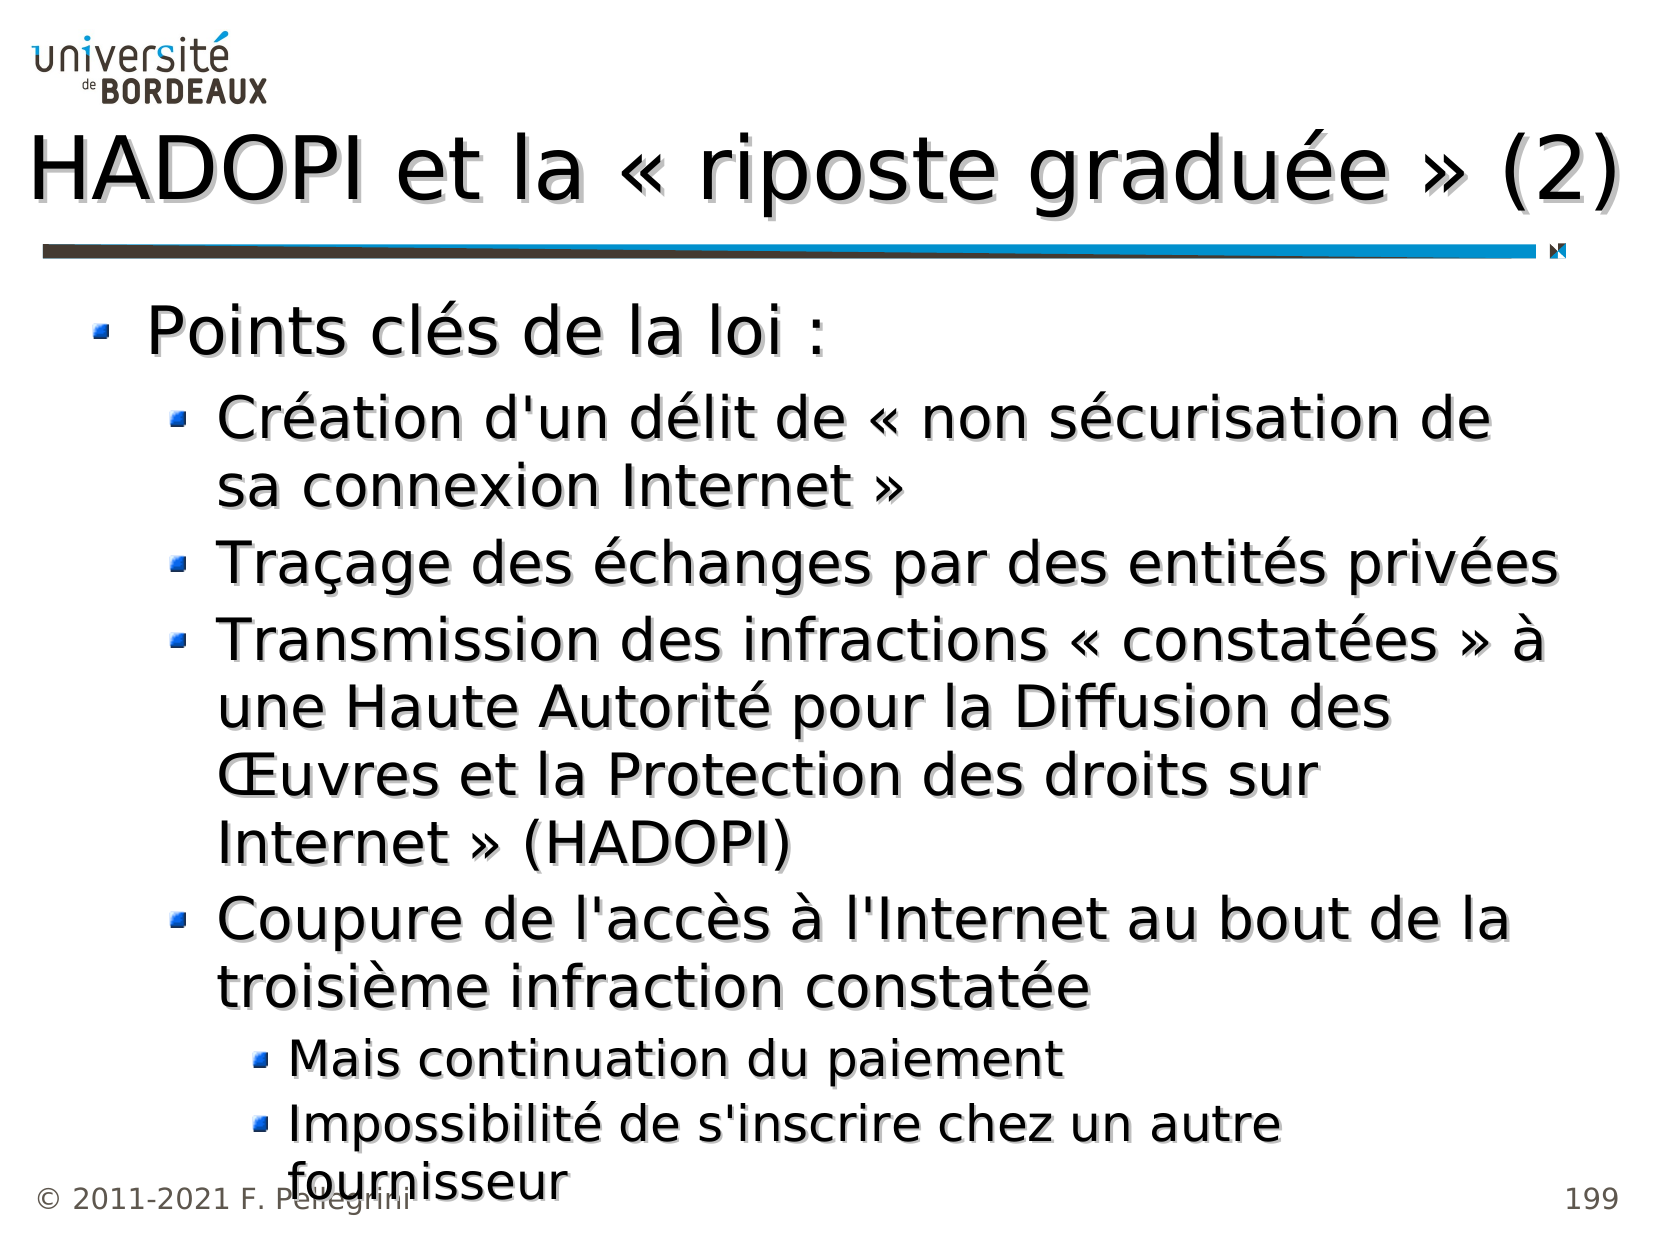 université
de BORDEAUX
HADOPI et la « riposte graduée » (2)
Points clés de la loi :
Création d'un délit de « non sécurisation de
sa connexion Internet »
Traçage des échanges par des entités privées
Transmission des infractions « constatées » à
une Haute Autorité pour la Diffusion des
Œuvres et la Protection des droits sur
Internet » (HADOPI)
Coupure de l'accès à l'Internet au bout de la
troisième infraction constatée
Mais continuation du paiement
Impossibilité de s'inscrire chez un autre
fournisseur
© 2011-2021 F. Pellegrini
199